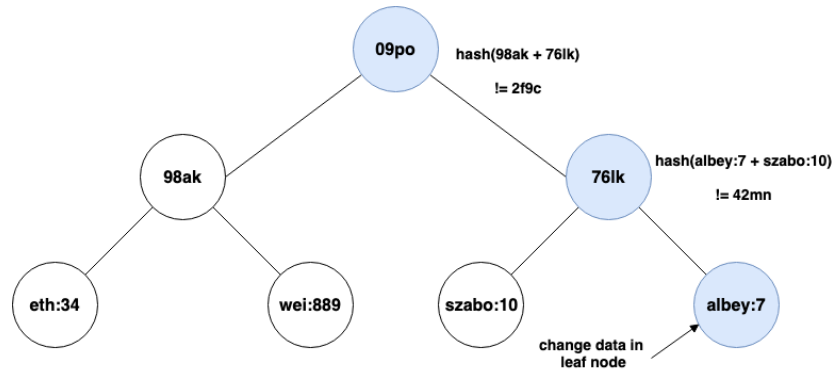 09po
hash(98ak + 76lk)
!= 2f9c
98ak
76lk
hash(albey:7 + szabo:10)
!= 42mn
eth:34
wei:889
szabo:10
albey:7
change data in
leaf node